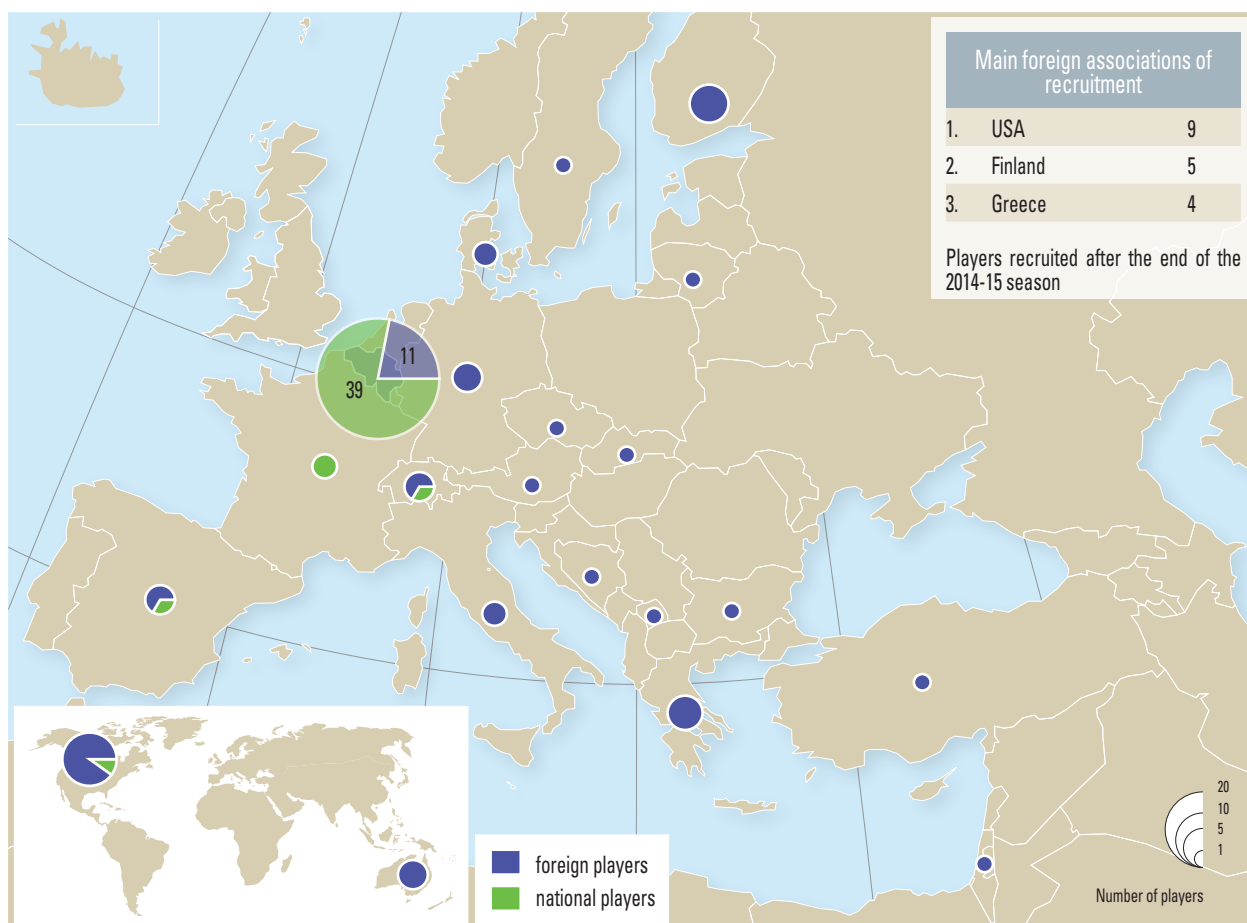 Main foreign associations of
recruitment
1. USA 9
2. Finland 5
3. Greece 4
Players recruited after the end of the
2014-15 season
11
39
foreign players
national players
20
10
5
1
Number of players